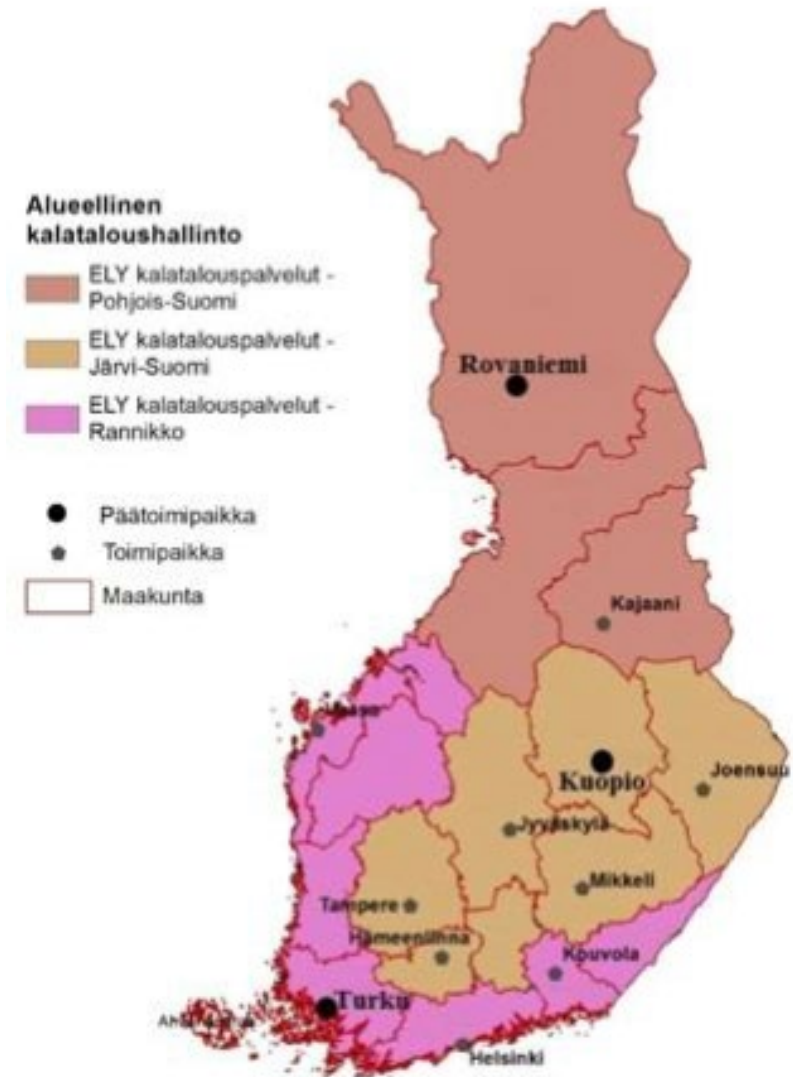 Alueellinen
kalataloushallinto
ELY kalatalouspalvelut -
Pohjois-Suomi
ELY kalatalouspalvelut -
Järvi-Suomi
ELY kalatalouspalvelut -
Rannikko
Päätoimipaikka
Toimipaikka
Maakunta
Rovaniemi
Kajaani
Kuopio
Joensuu
Jyväskylä
Mikkeli
Tampere
Hämeenlinna
Kouvola
Turku
Helsinki